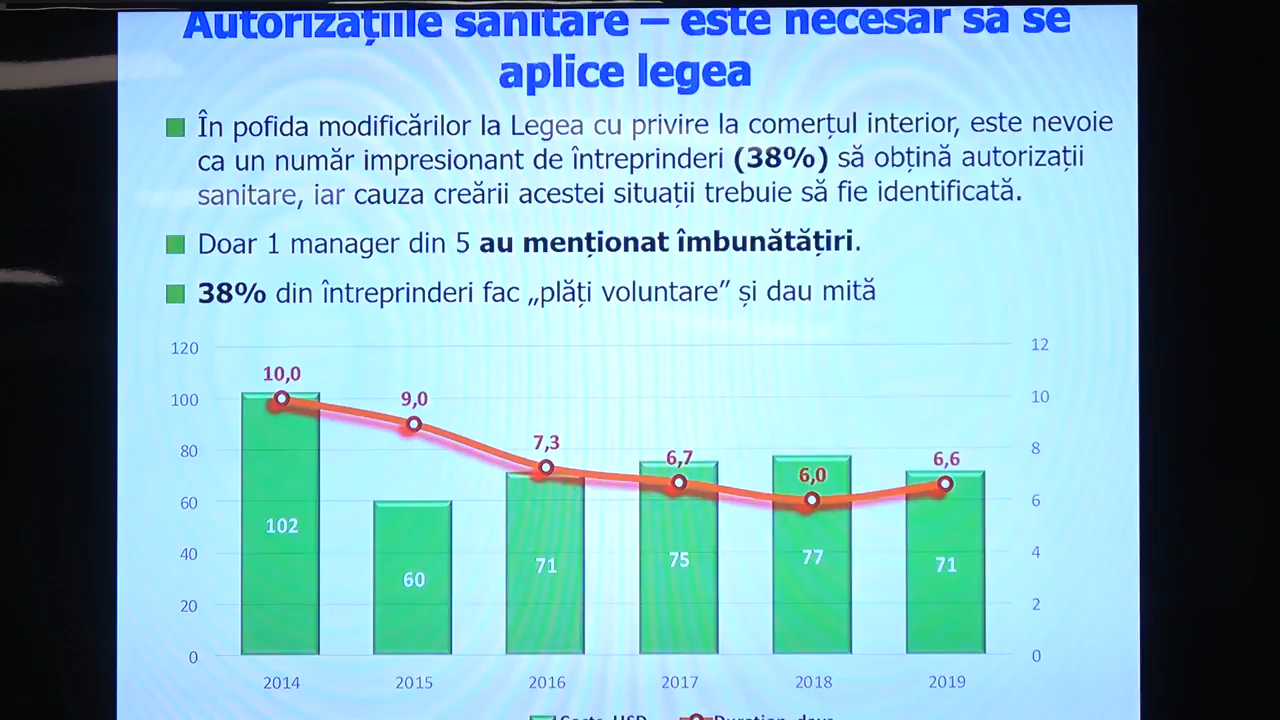 Autorizațiile sanitare – este necesar să se
aplice legea
În pofida modificărilor la Legea cu privire la comerțul interior, este nevoie
ca un număr impresionant de întreprinderi (38%) să obțină autorizații
sanitare, iar cauza creării acestei situații trebuie să fie identificată.
Doar 1 manager din 5 au menționat îmbunătățiri.
38% din întreprinderi fac „plăți voluntare” și dau mită
120
12
10,0
9,0
100
10
7,3
6,7
6,0
6,6
80
8
60
6
102
60
71
75
77
71
40
4
20
2
0
0
2014 2015 2016 2017 2018 2019
Costs, USD Duration, days